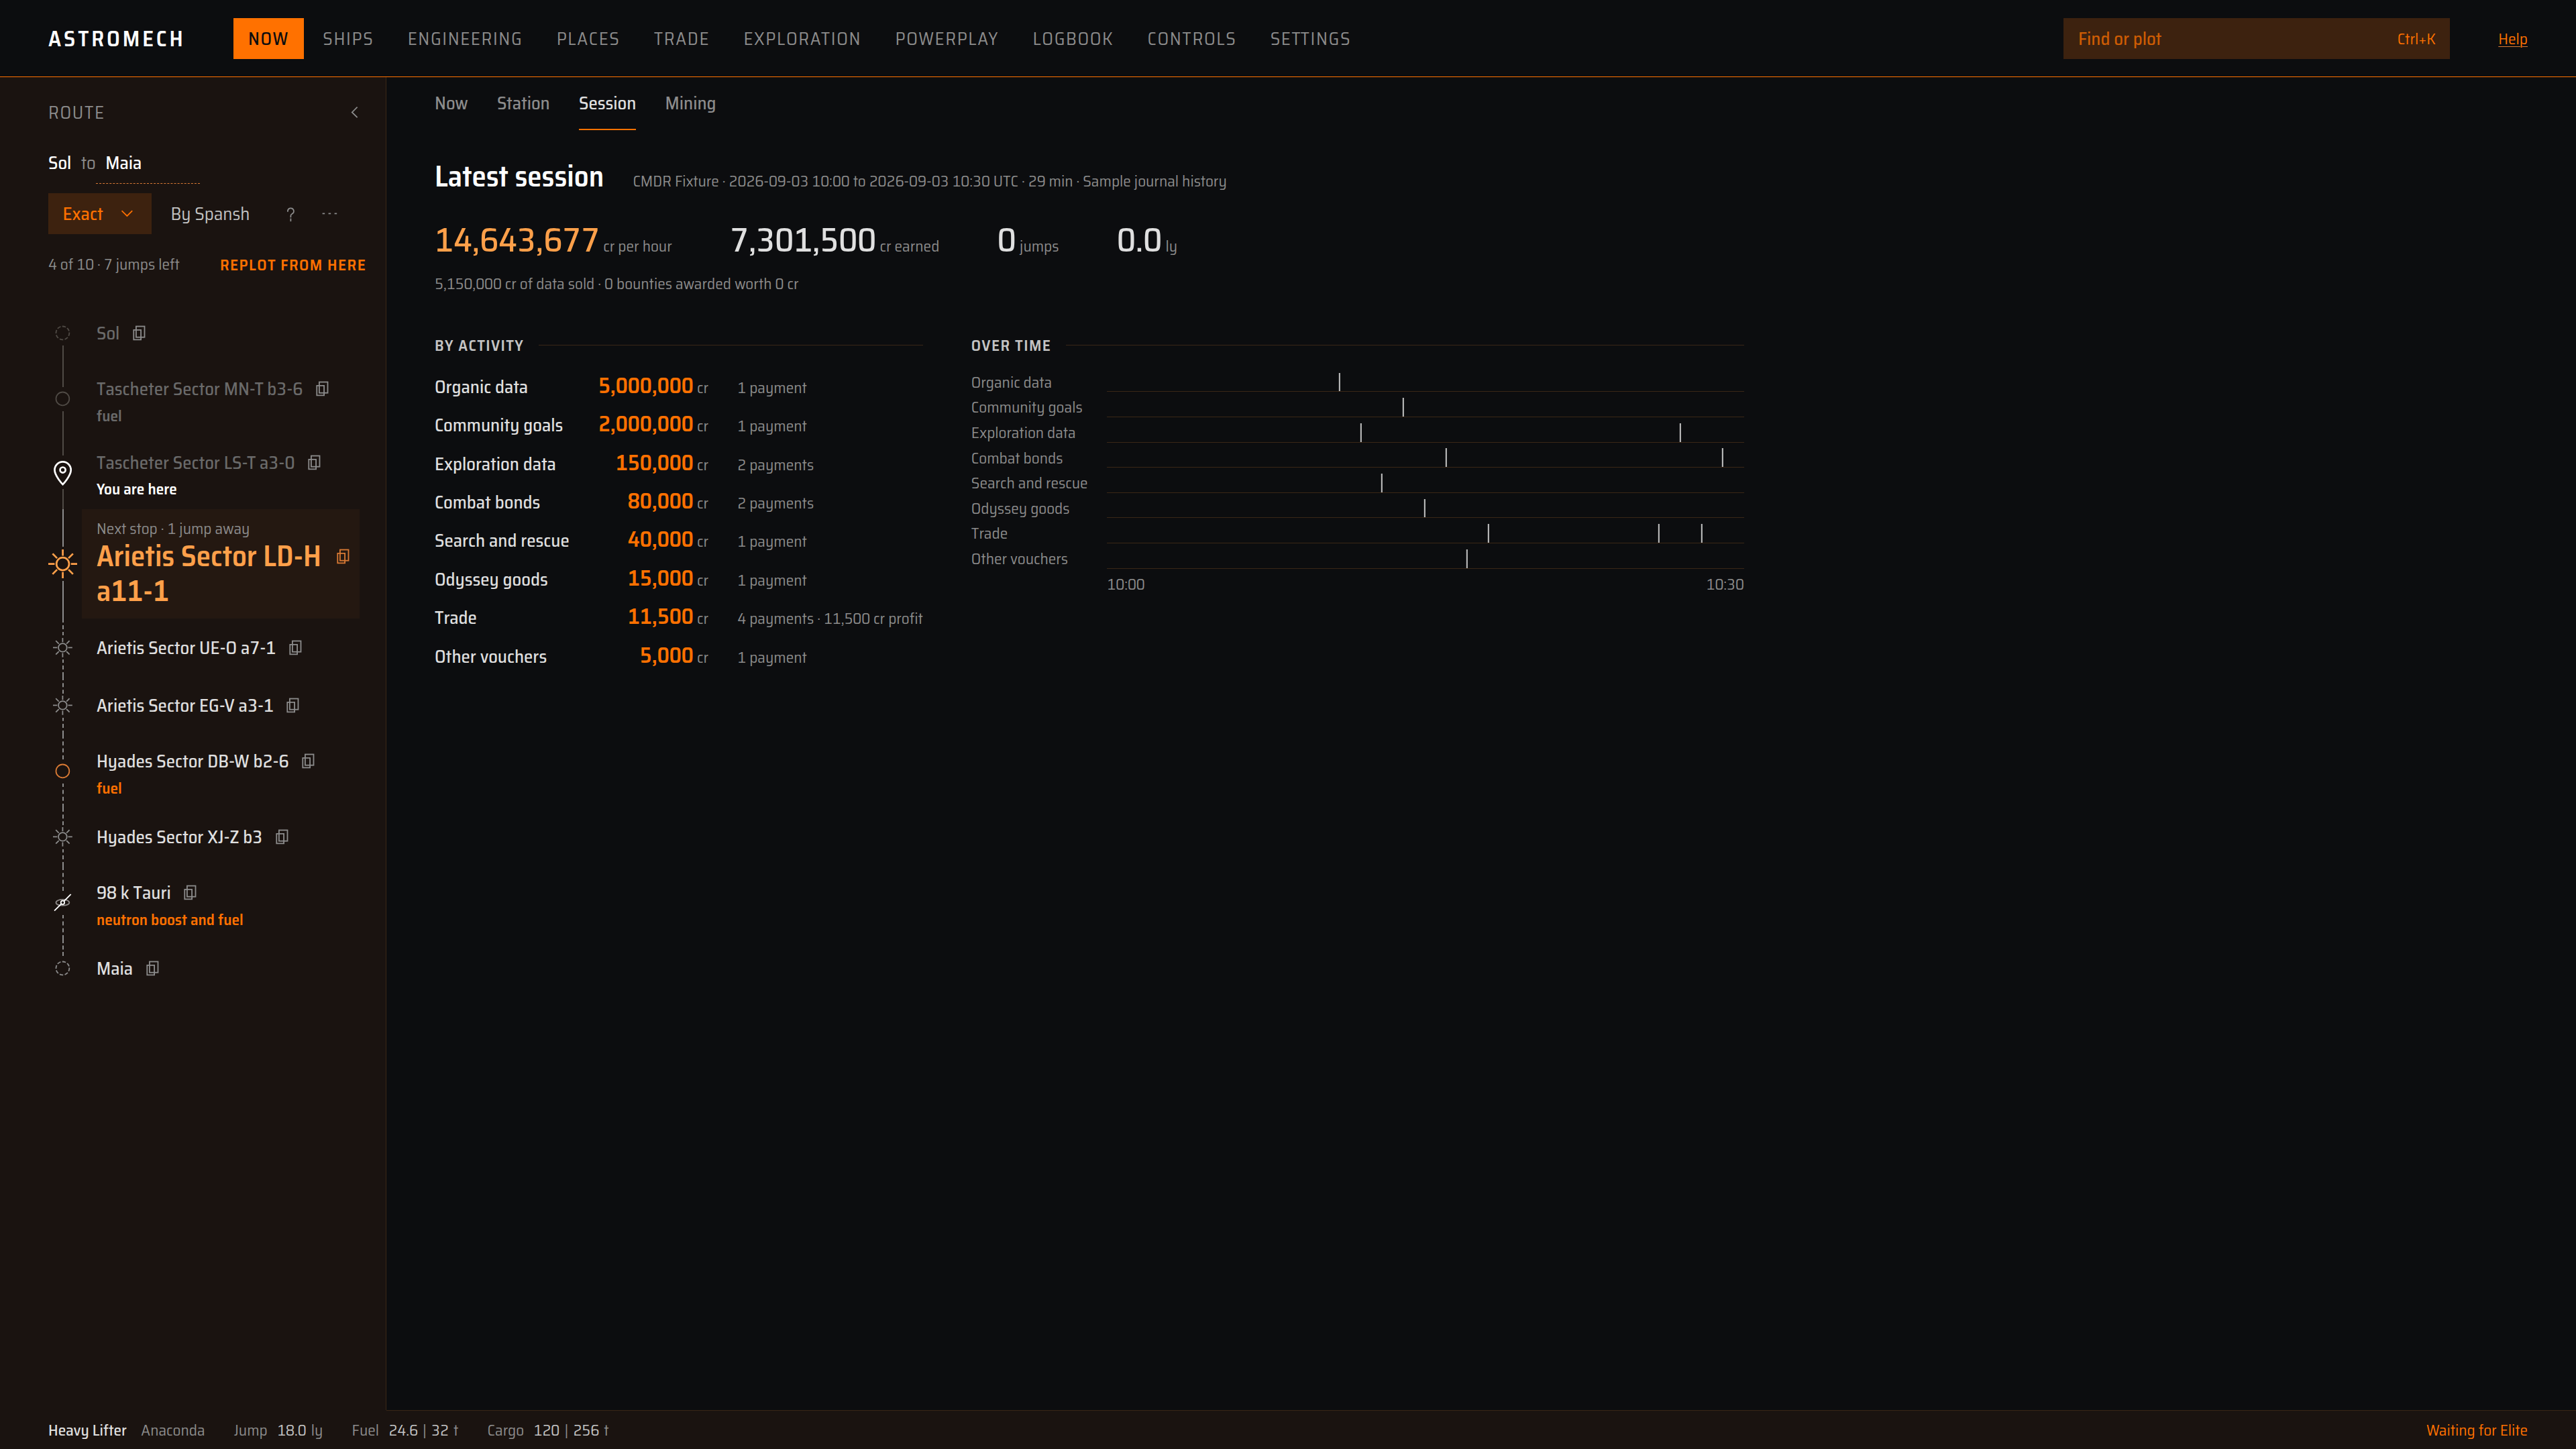 ASTROMECH NOW SHIPS ENGINEERING PLACES TRADE EXPLORATION POWERPLAY LOGBOOK CONTROLS SETTINGS Find or plot Ctrl+K Help
ROUTE
Sol to Maia
Exact By Spansh ? ···
4 of 10 · 7 jumps left REPLOT FROM HERE
Sol
Tascheter Sector MN-T b3-6
fuel
Tascheter Sector LS-T a3-0
You are here
Next stop · 1 jump away
Arietis Sector LD-H
a11-1
Arietis Sector UE-O a7-1
Arietis Sector EG-V a3-1
Hyades Sector DB-W b2-6
fuel
Hyades Sector XJ-Z b3
98 k Tauri
neutron boost and fuel
Maia
Now Station Session Mining
Latest session CMDR Fixture · 2026-09-03 10:00 to 2026-09-03 10:30 UTC · 29 min · Sample journal history
14,643,677 cr per hour 7,301,500 cr earned 0 jumps 0.0 ly
5,150,000 cr of data sold · 0 bounties awarded worth 0 cr
BY ACTIVITY
Organic data 5,000,000 cr 1 payment
Community goals 2,000,000 cr 1 payment
Exploration data 150,000 cr 2 payments
Combat bonds 80,000 cr 2 payments
Search and rescue 40,000 cr 1 payment
Odyssey goods 15,000 cr 1 payment
Trade 11,500 cr 4 payments · 11,500 cr profit
Other vouchers 5,000 cr 1 payment
OVER TIME
Organic data
Community goals
Exploration data
Combat bonds
Search and rescue
Odyssey goods
Trade
Other vouchers
10:00 10:30
Heavy Lifter Anaconda Jump 18.0 ly Fuel 24.6 | 32 t Cargo 120 | 256 t Waiting for Elite